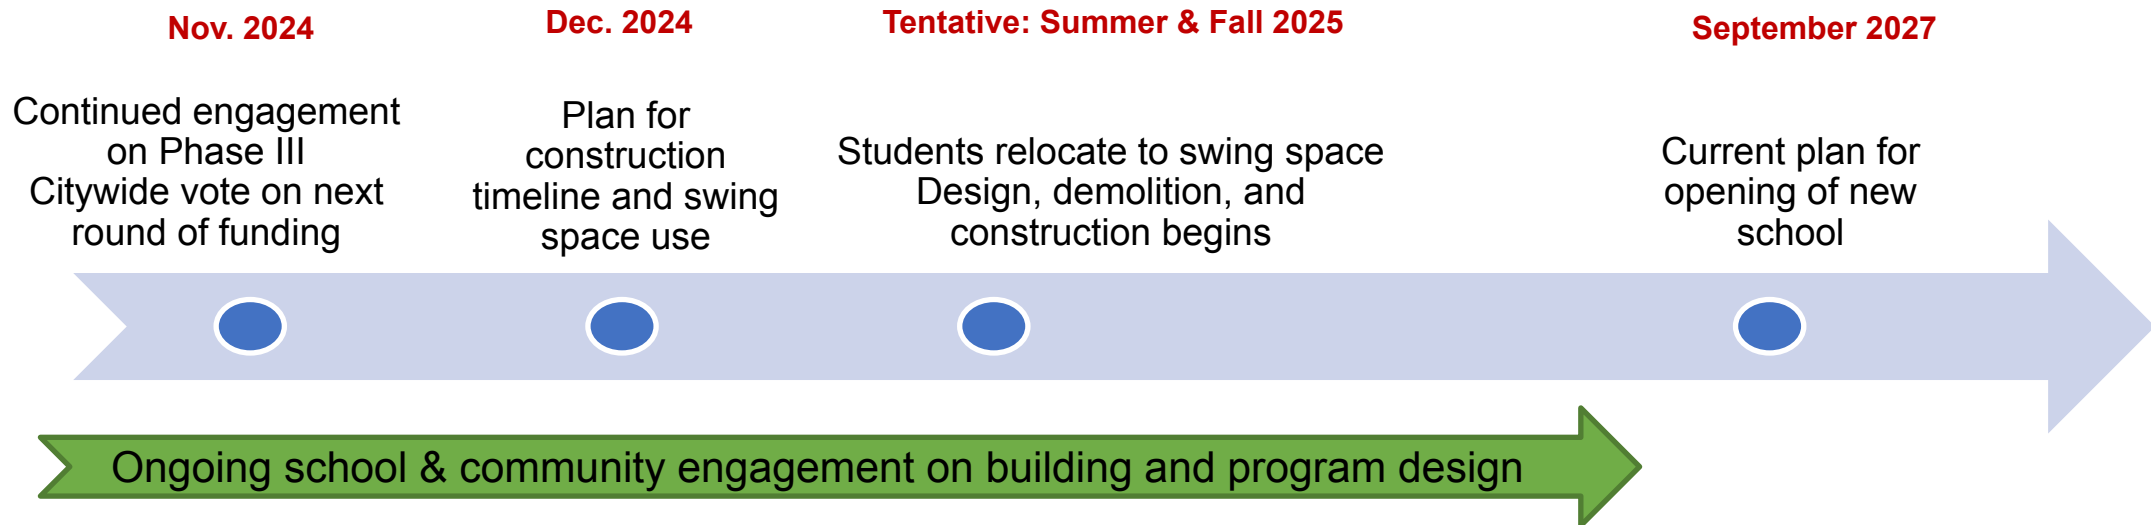 Nov. 2024
Continued engagement
on Phase III
Citywide vote on next
round of funding
Dec. 2024
Plan for
construction
timeline and swing
space use
Tentative: Summer & Fall 2025
Students relocate to swing space
Design, demolition, and
construction begins
September 2027
Current plan for
opening of new
school
Ongoing school & community engagement on building and program design